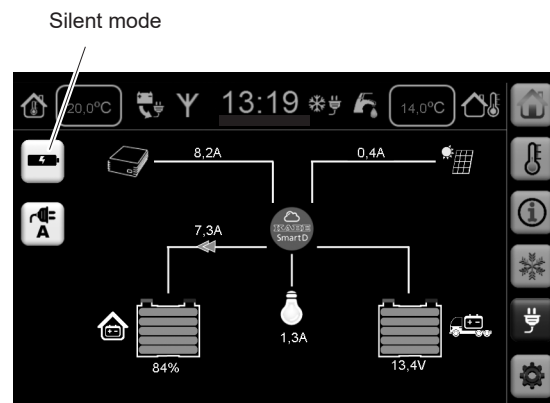 Silent mode
20,0°C
13:19
14,0°C
8,2A
0,4A
A
7,3A
KABE
SmartD
1,3A
84%
13,4V